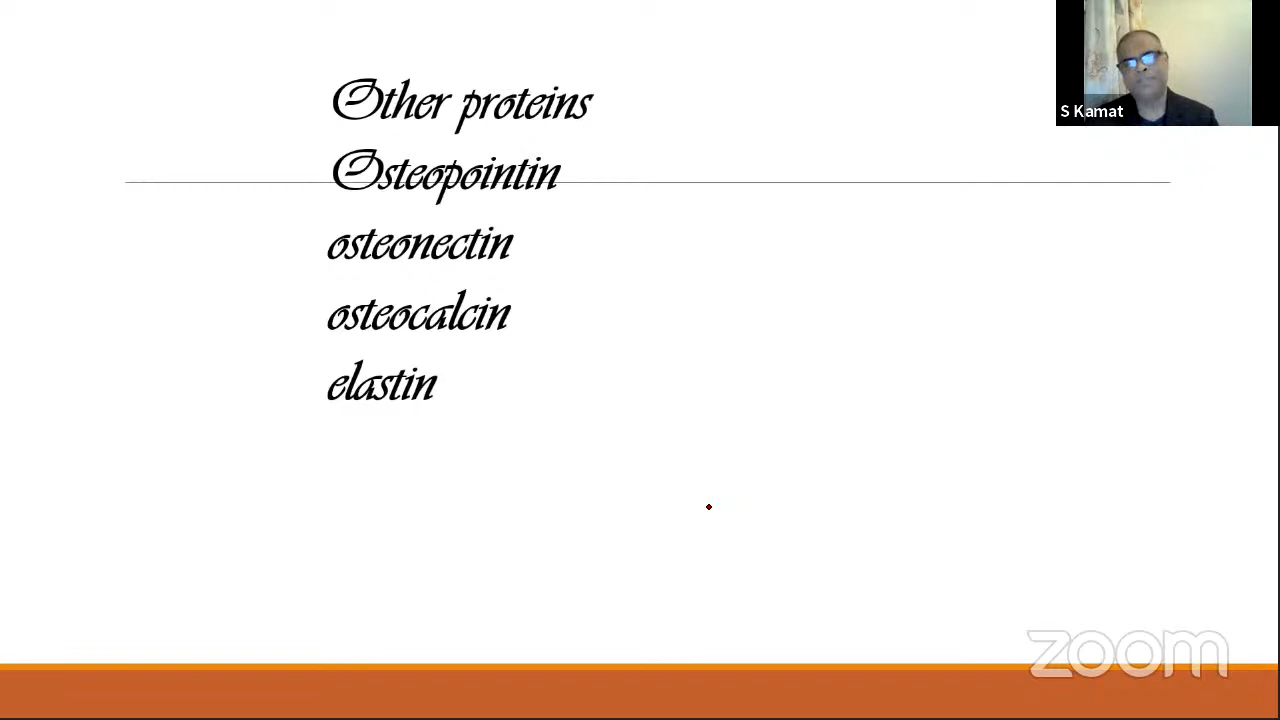 Other proteins
Osteopointin
osteonectin
osteocalcin
elastin
S Kamat
zoom